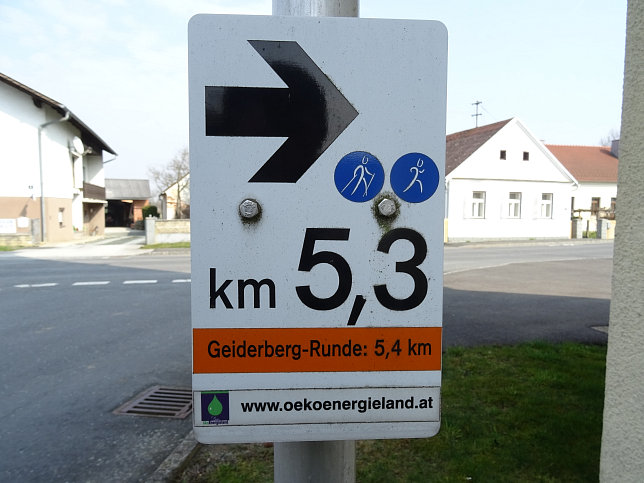 km 5,3
Geiderberg-Runde: 5,4 km
www.oekoenergieland.at